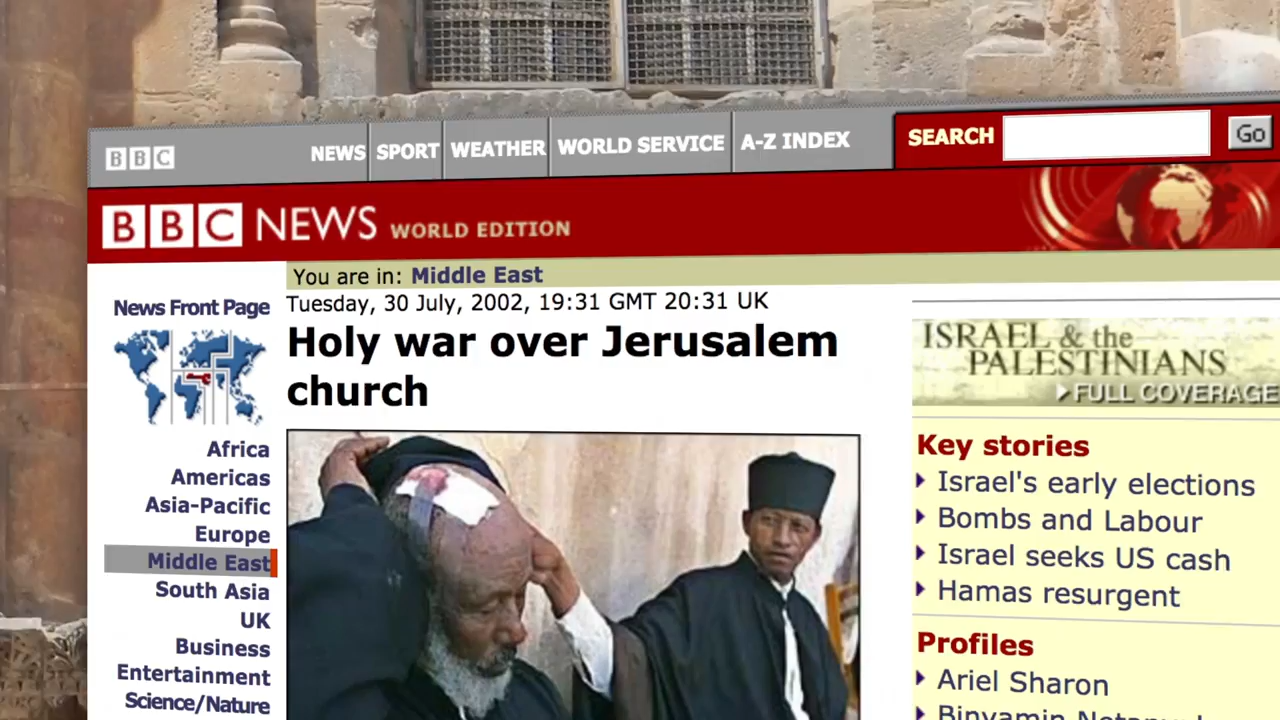 BBC
NEWS SPORT WEATHER WORLD SERVICE A-Z INDEX
SEARCH
Go
BBC NEWS WORLD EDITION
You are in: Middle East
News Front Page
Africa
Americas
Asia-Pacific
Europe
Middle East
South Asia
UK
Business
Entertainment
Science/Nature
Tuesday, 30 July, 2002, 19:31 GMT 20:31 UK
Holy war over Jerusalem
church
ISRAEL & the
PALESTINIANS
FULL COVERAGE
Key stories
Israel's early elections
Bombs and Labour
Israel seeks US cash
Hamas resurgent
Profiles
Ariel Sharon
Binyamin